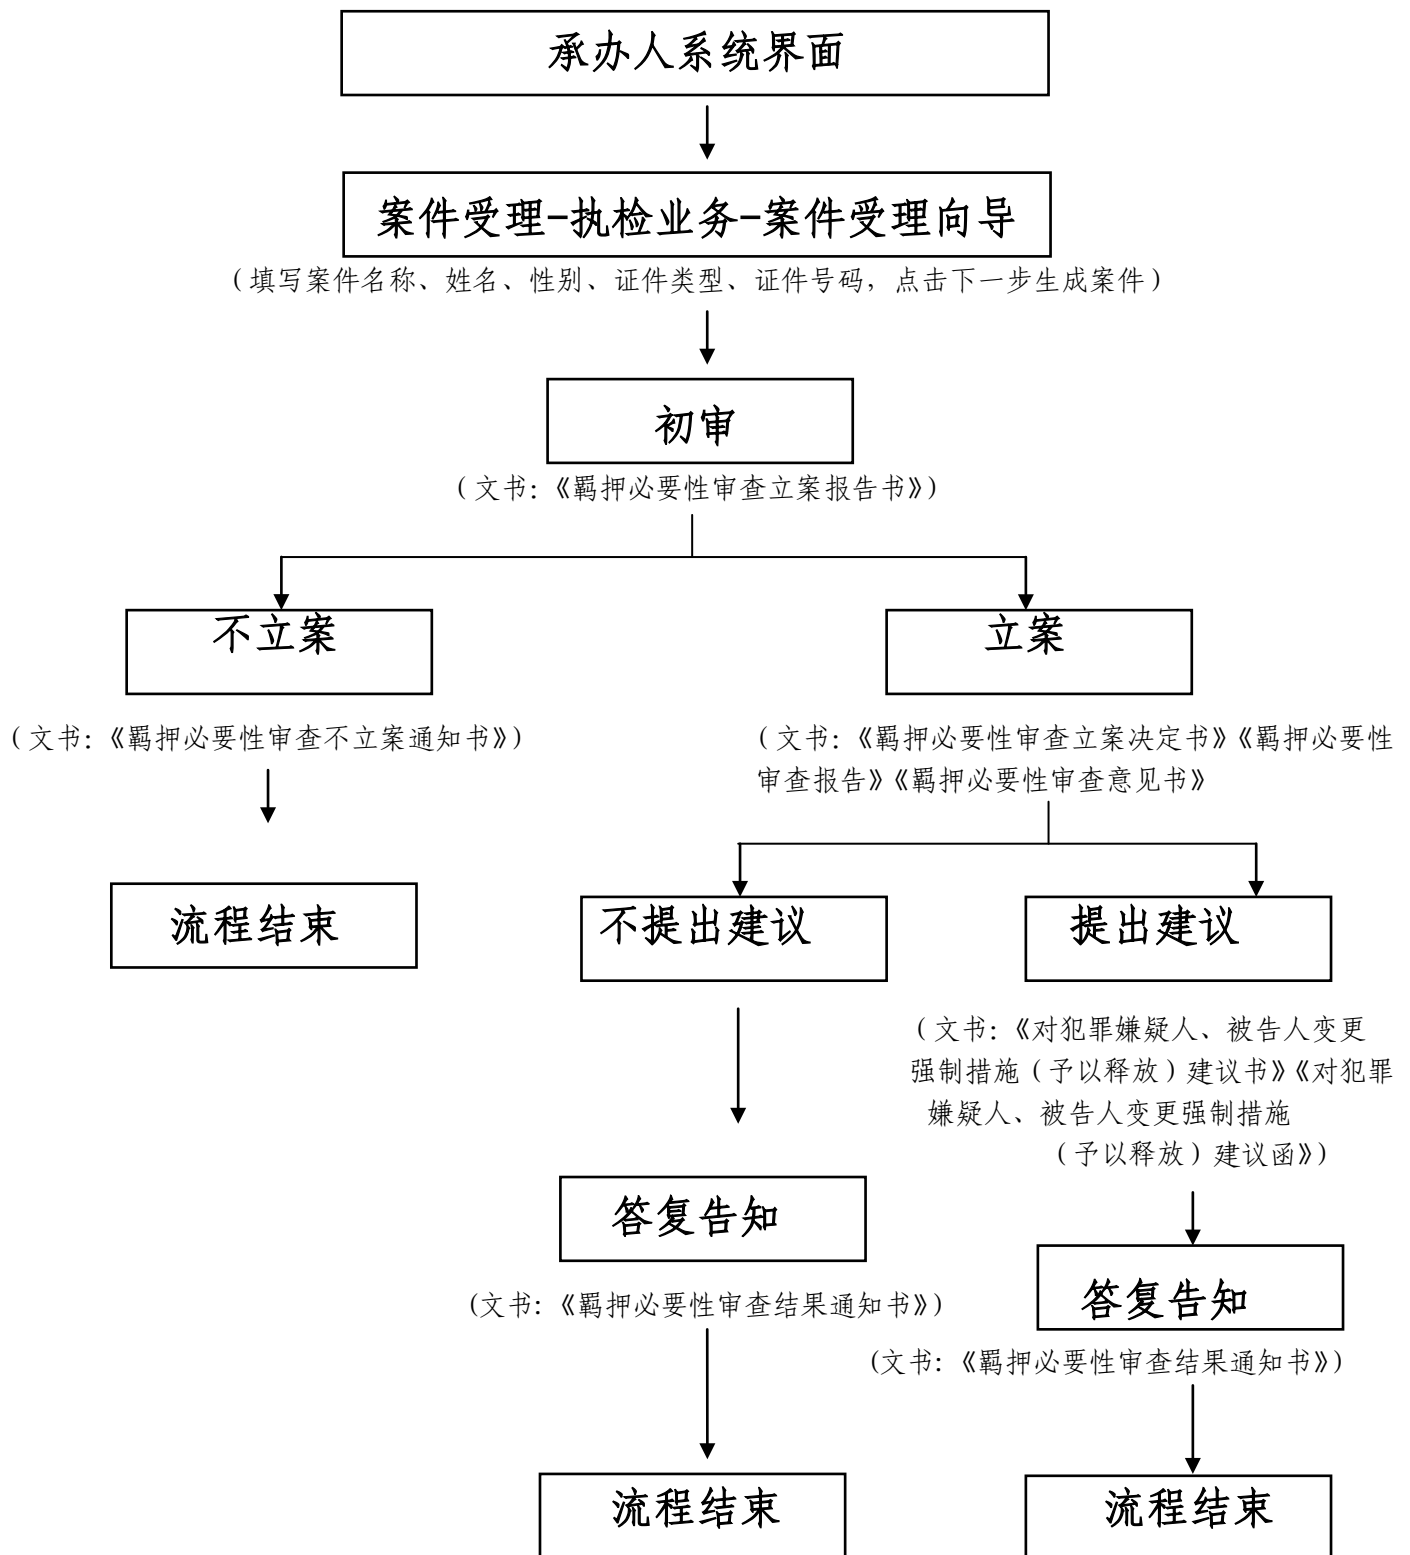 承办人系统界面
案件受理-执检业务-案件受理向导
(填写案件名称、姓名、性别、证件类型、证件号码，点击下一步生成案件)
初审
(文书：《羁押必要性审查立案报告书》)
不立案
立案
(文书：《羁押必要性审查不立案通知书》)
(文书：《羁押必要性审查立案决定书》《羁押必要性
审查报告》《羁押必要性审查意见书》
流程结束
不提出建议
提出建议
(文书：《对犯罪嫌疑人、被告人变更
强制措施(予以释放)建议书》《对犯罪
嫌疑人、被告人变更强制措施
(予以释放)建议函》)
答复告知
(文书：《羁押必要性审查结果通知书》)
答复告知
(文书：《羁押必要性审查结果通知书》)
流程结束
流程结束